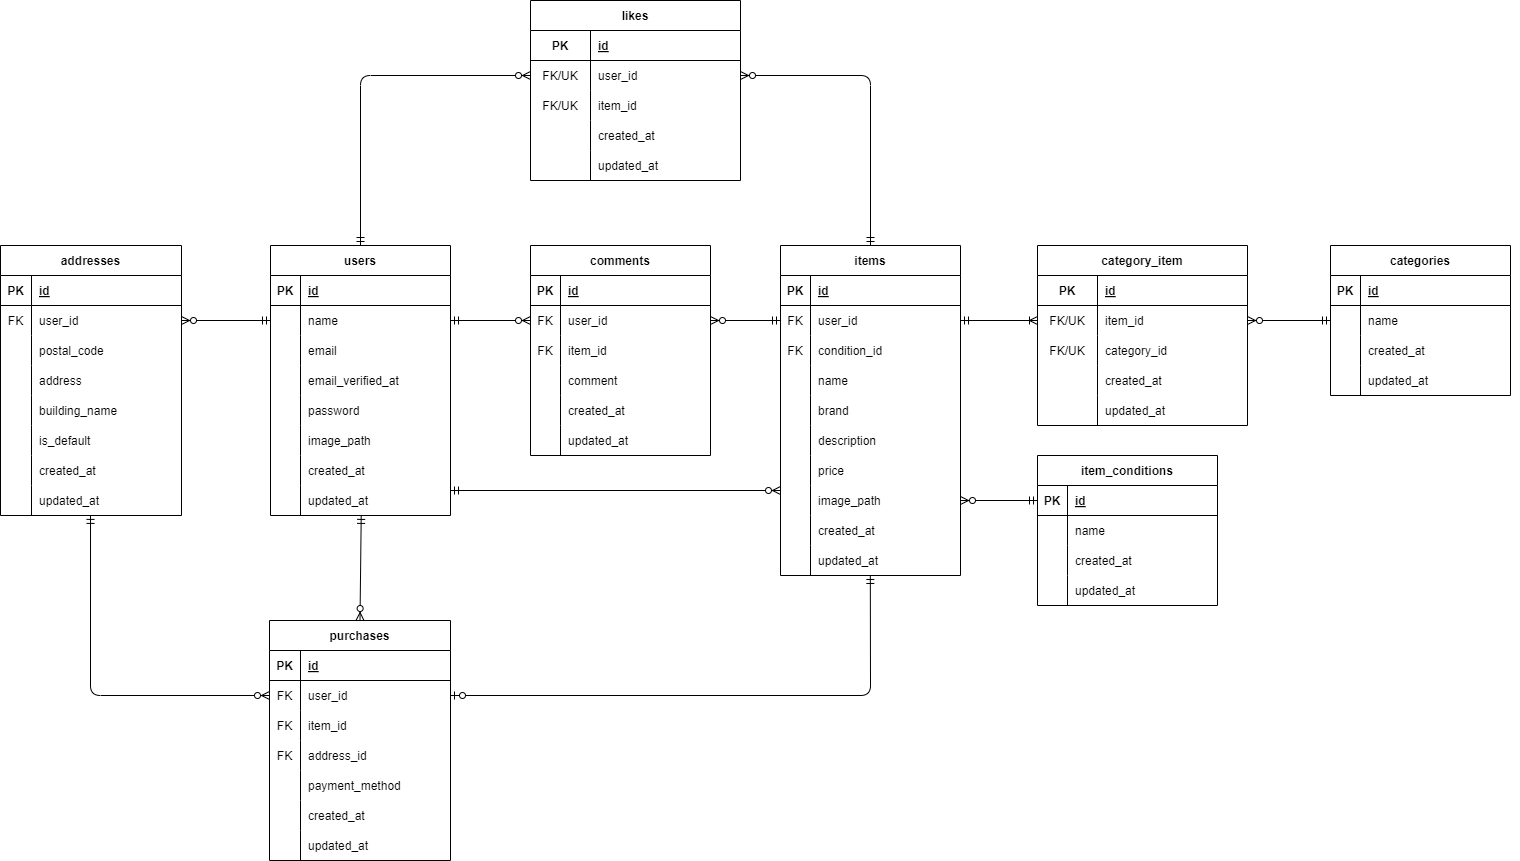 likes
PK id
FK/UK user_id
FK/UK item_id
created_at
updated_at
addresses
PK id
FK user_id
postal_code
address
building_name
is_default
created_at
updated_at
users
PK id
name
email
email_verified_at
password
image_path
created_at
updated_at
comments
PK id
FK user_id
FK item_id
comment
created_at
updated_at
items
PK id
FK user_id
FK condition_id
name
brand
description
price
image_path
created_at
updated_at
category_item
PK id
FK/UK item_id
FK/UK category_id
created_at
updated_at
categories
PK id
name
created_at
updated_at
item_conditions
PK id
name
created_at
updated_at
purchases
PK id
FK user_id
FK item_id
FK address_id
payment_method
created_at
updated_at